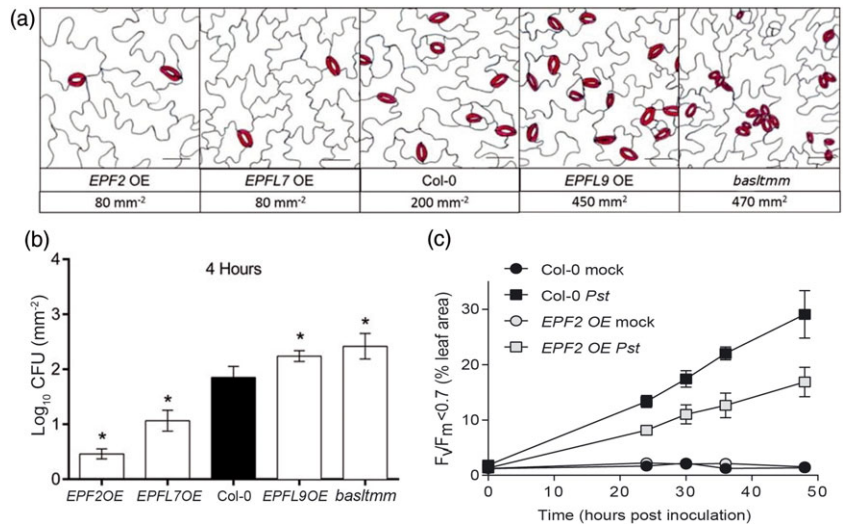 (a)
EPF2 OE EPFL7 OE Col-0 EPFL9 OE basltmm
80 mm-2 80 mm-2 200 mm-2 450 mm2 470 mm2
(b)
4 Hours
Log10 CFU (mm-2)
4
3
2
1
0
* * * *
EPF2OE EPFL7OE Col-0 EPFL9OE basltmm
(c)
Col-0 mock
Col-0 Pst
EPF2 OE mock
EPF2 OE Pst
Fv/Fm <0.7 (% leaf area)
30
20
10
0
0 10 20 30 40 50
Time (hours post inoculation)